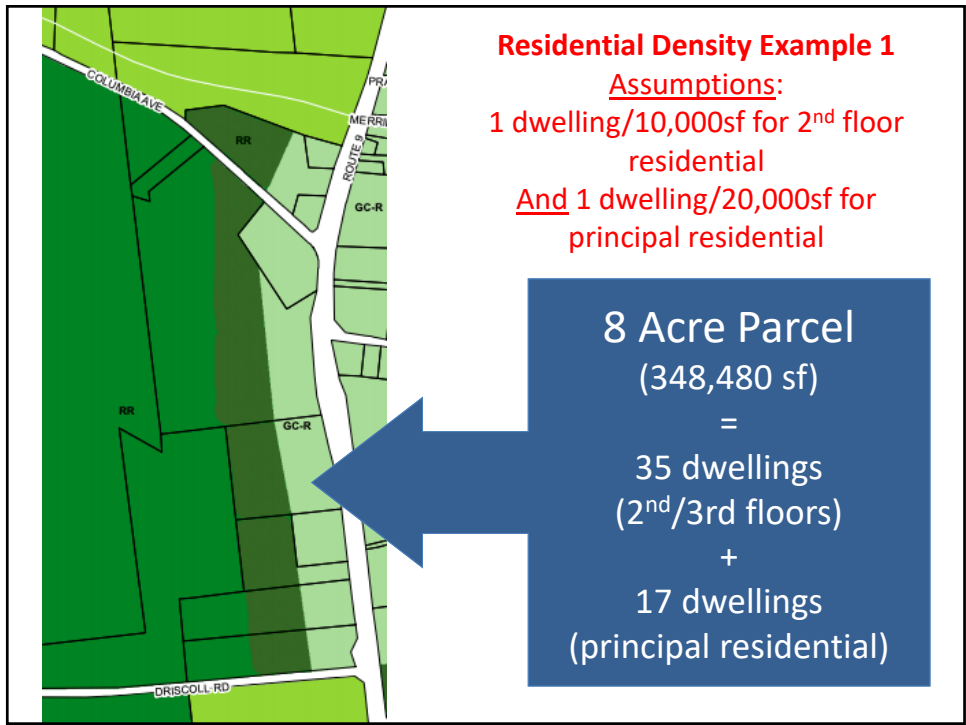 Residential Density Example 1
Assumptions:
1 dwelling/10,000sf for 2nd floor
residential
And 1 dwelling/20,000sf for
principal residential
8 Acre Parcel
(348,480 sf)
=
35 dwellings
(2nd/3rd floors)
+
17 dwellings
(principal residential)
COLUMBIA AVE
PRA
MERRI
RR
ROUTE 9
GC-R
RR
GC-R
DRISCOLL RD